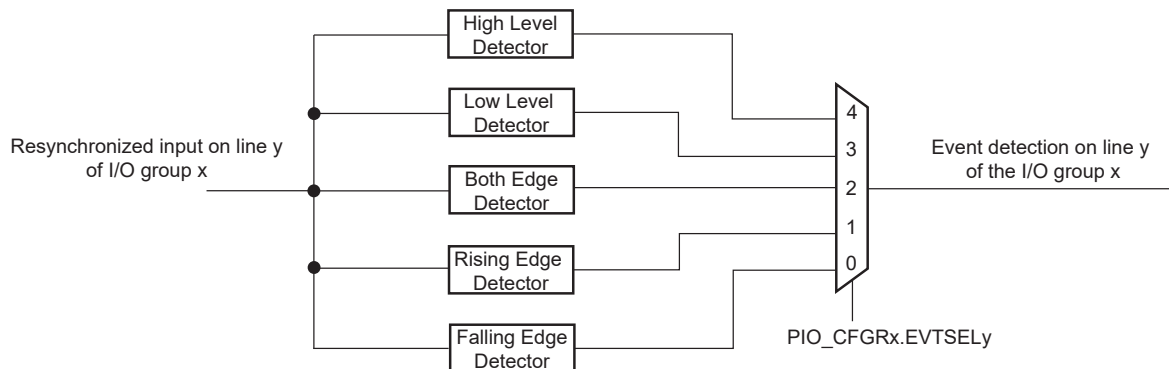 High Level
Detector
Low Level
Detector
Resynchronized input on line y
of I/O group x
Both Edge
Detector
Rising Edge
Detector
Falling Edge
Detector
4
3
2
1
0
Event detection on line y
of the I/O group x
PIO_CFGRx.EVTSELy